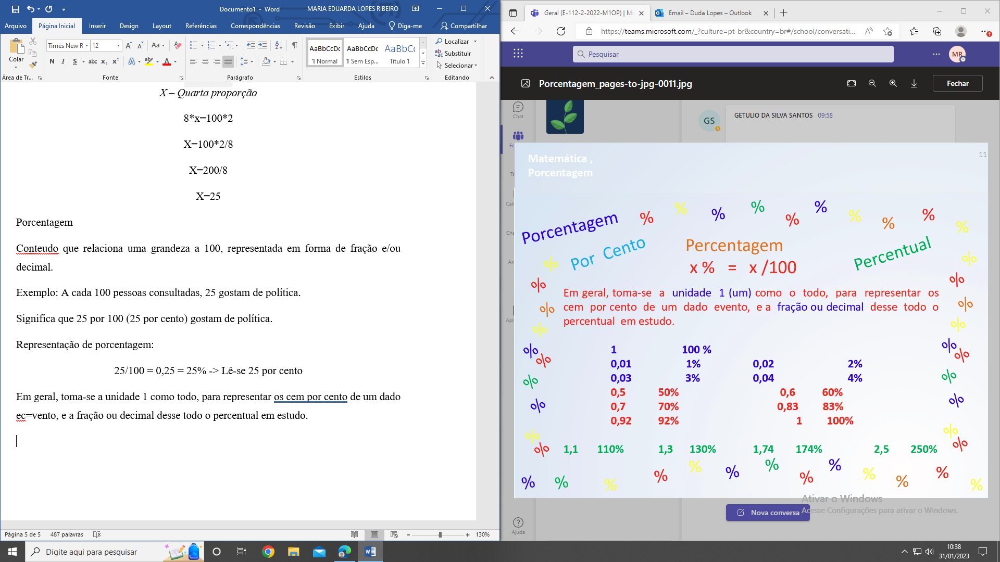 Documento1 - Word
MARIA EDUARDA LOPES RIBEIRO
Arquivo
Página Inicial
Inserir
Design
Layout
Referências
Correspondências
Revisão
Exibir
Ajuda
Diga-me
Compartilhar
Colar
Times New R
12
Aa
N I S abc x₂ x²
AaBbCcDc
AaBbCcDc
AaBbCc
¶ Normal
¶ Sem Esp...
Título 1
Localizar
Substituir
Selecionar
Área de Tr...
Fonte
Parágrafo
Estilos
Editando
X – Quarta proporção
8*x=100*2
X=100*2/8
X=200/8
X=25
Porcentagem
Conteudo que relaciona uma grandeza a 100, representada em forma de fração e/ou
decimal.
Exemplo: A cada 100 pessoas consultadas, 25 gostam de política.
Significa que 25 por 100 (25 por cento) gostam de política.
Representação de porcentagem:
25/100 = 0,25 = 25% -> Lê-se 25 por cento
Em geral, toma-se a unidade 1 como todo, para representar os cem por cento de um dado
ec=vento, e a fração ou decimal desse todo o percentual em estudo.
Página 5 de 5
487 palavras
130%
Geral (E-112-2-2022-M1OP) | Mi
Email – Duda Lopes – Outlook
https://teams.microsoft.com/_?culture=pt-br&country=br#/school/conversati...
Pesquisar
MR
Porcentagem_pages-to-jpg-0011.jpg
Fechar
Chat
GS
GETULIO DA SILVA SANTOS 09:58
Matemática ,
Porcentagem
11
Porcentagem
% % % % % % % % % %
Por Cento
Percentagem
Percentual
x % = x /100
Em geral, toma-se a unidade 1 (um) como o todo, para representar os
cem por cento de um dado evento, e a fração ou decimal desse todo o
percentual em estudo.
1 100 %
0,01 1% 0,02 2%
0,03 3% 0,04 4%
0,5 50% 0,6 60%
0,7 70% 0,83 83%
0,92 92% 1 100%
1,1 110% 1,3 130% 1,74 174% 2,5 250%
% % % % % % % % % % % % %
Ativar o Windows
Acesse Configurações para ativar o Windows.
Nova conversa
Ajuda
Digite aqui para pesquisar
10:38
31/01/2023